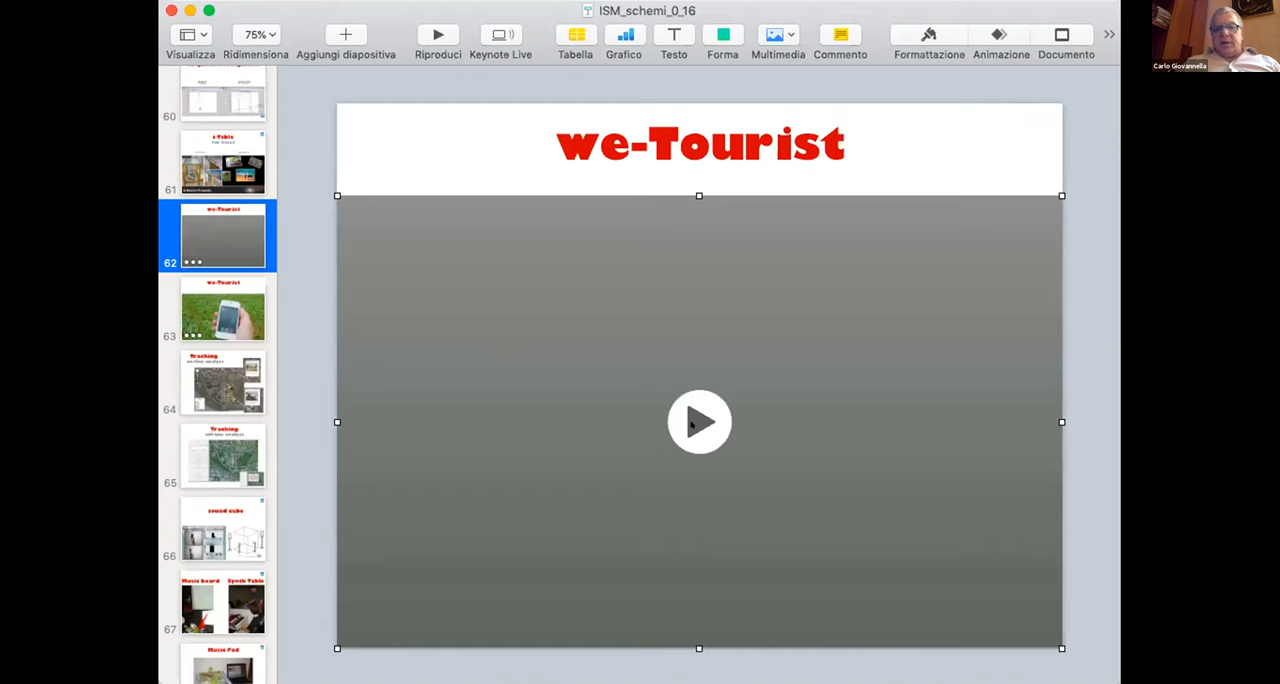 ISM_schemi_0_16
75%
Visualizza Ridimensiona Aggiungi diapositiva Riproduci Keynote Live Tabella Grafico Testo Forma Multimedia Commento Formattazione Animazione Documento
Carlo Giovannella
we-Tourist
60
s-Table
61
we-Tourist
62
we-Tourist
63
Tracking
64
Tracking
65
sound cube
66
Music board Synth Table
67
Music Pad